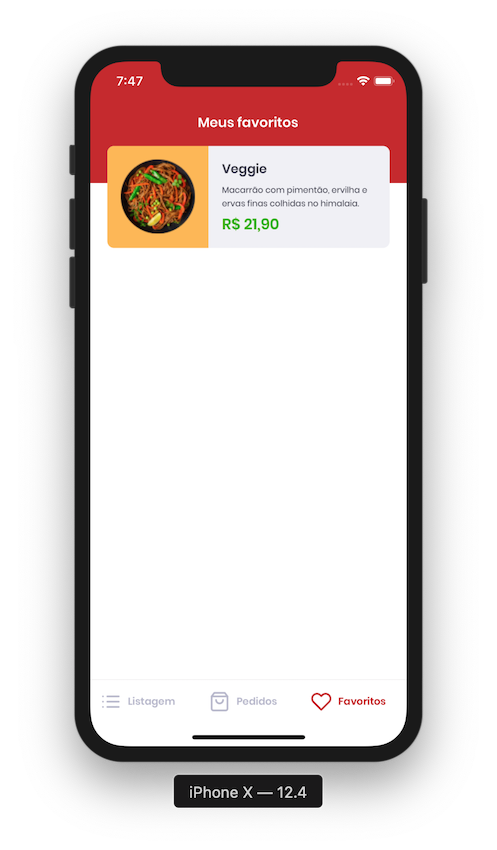 7:47
Meus favoritos
Veggie
Macarrão com pimentão, ervilha e
ervas finas colhidas no himalaia.
R$ 21,90
Listagem
Pedidos
Favoritos
iPhone X — 12.4